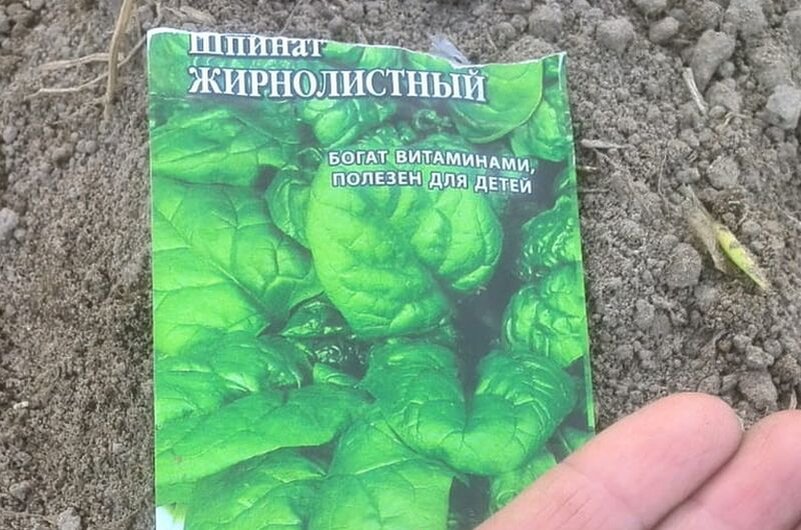 Шпинат
ЖИРНОЛИСТНЫЙ
БОГАТ ВИТАМИНАМИ,
ПОЛЕЗЕН ДЛЯ ДЕТЕЙ